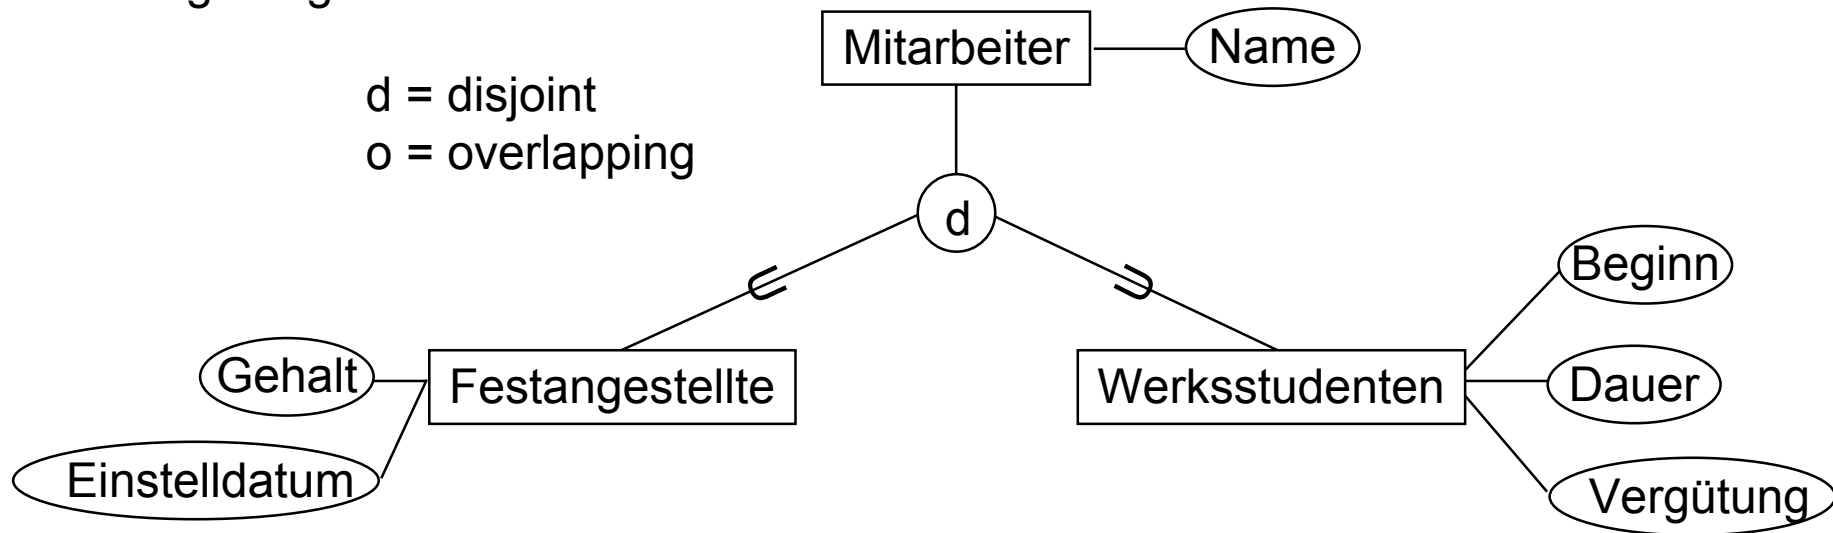 Mitarbeiter
Name
d = disjoint
o = overlapping
d
Beginn
Gehalt
Festangestellte
Werksstudenten
Dauer
Einstelldatum
Vergütung